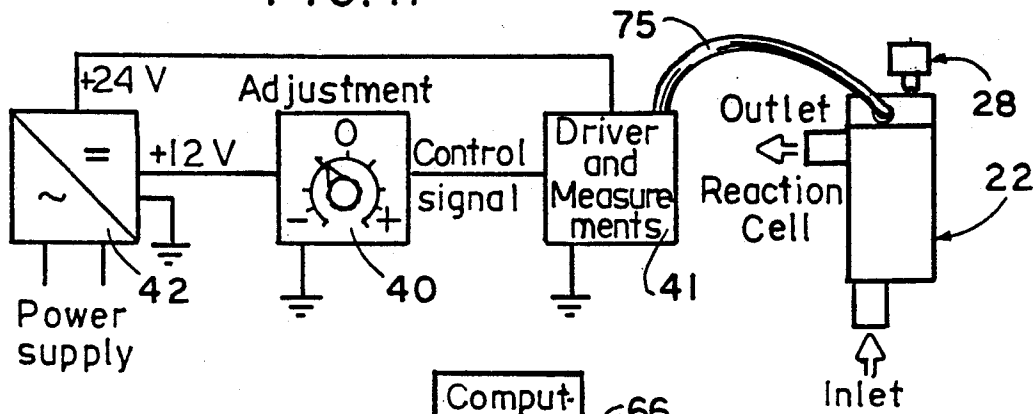 75
+24 V
Adjustment
Outlet
28
=
~
+12 V
O
- +
Control
signal
Driver
and
Measure
ments
Reaction
Cell
22
42
40
41
Power
supply
Inlet
Comput-
66